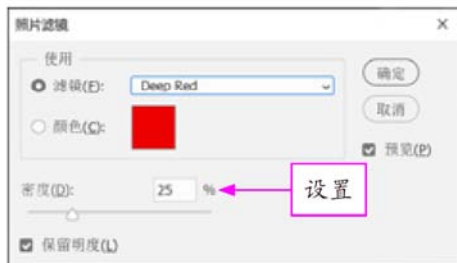 照片滤镜
使用
滤镜(F): Deep Red
颜色(C):
确定
取消
预览(P)
密度(D): 25 %
设置
保留明度(L)